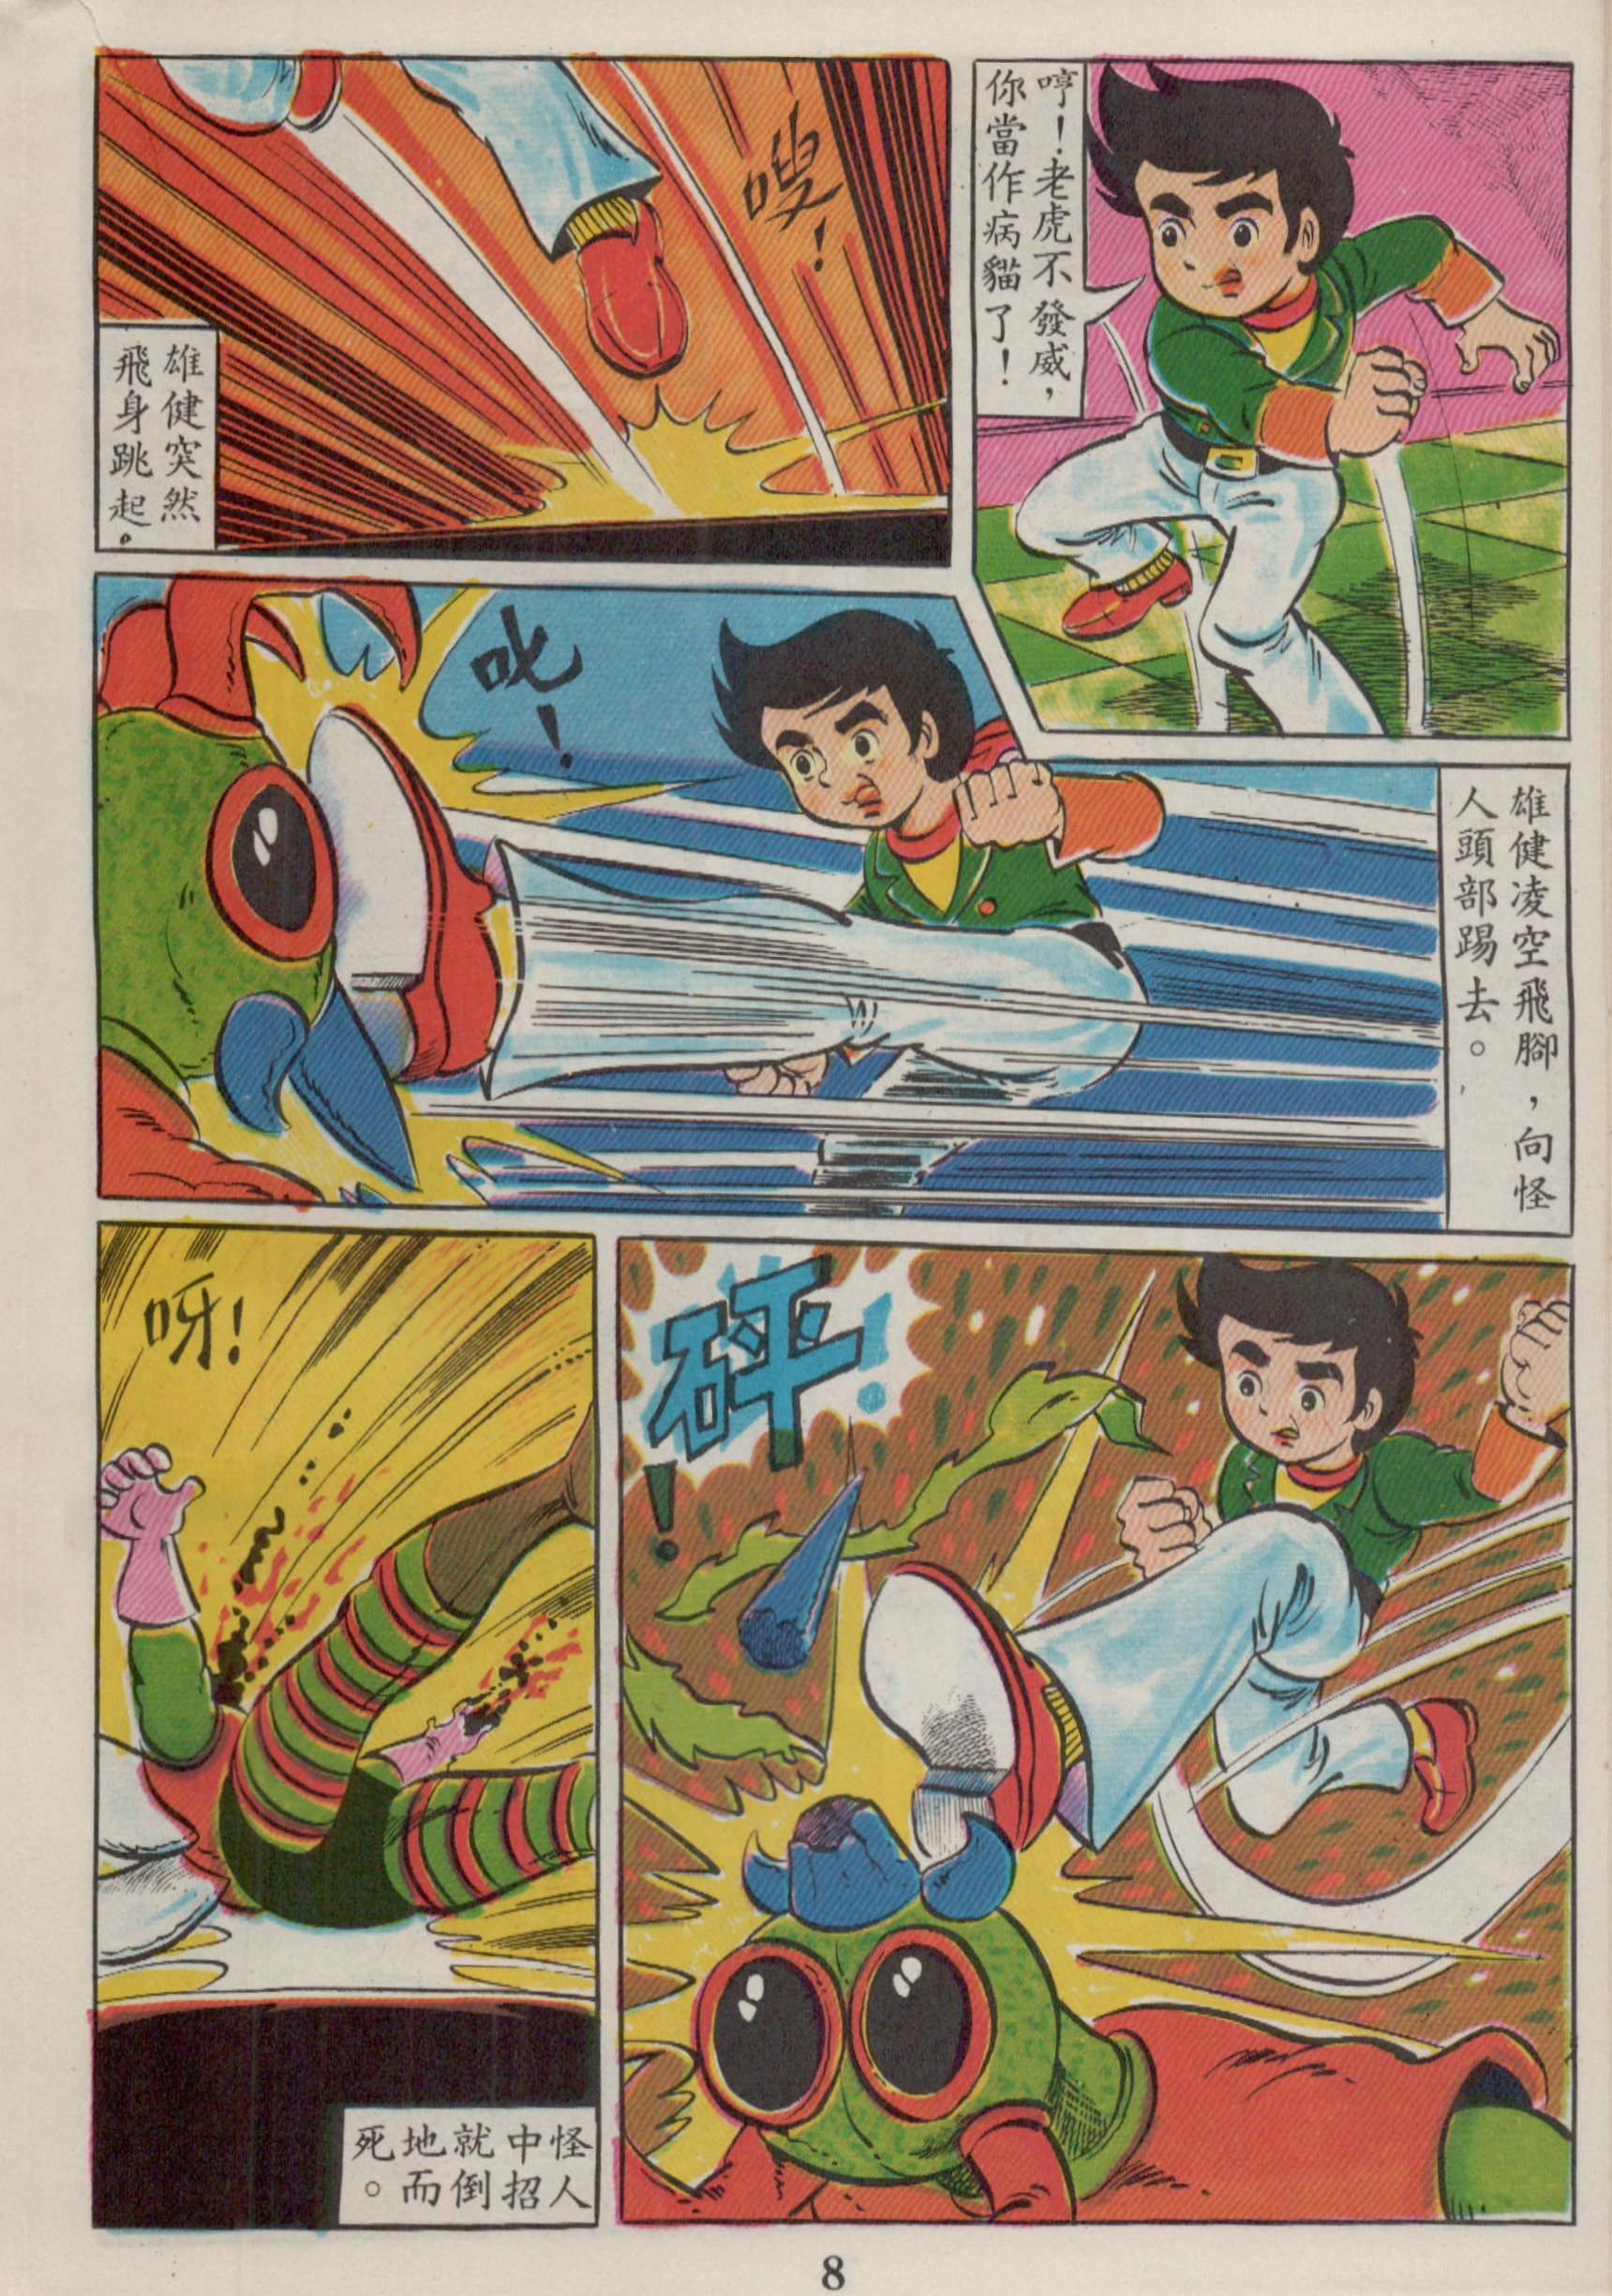 哼！老虎不發威，
你當作病貓了！
嗖！
雄健突然
飛身跳起。
雄健凌空飛腳，向怪
人頭部踢去。
叱！
砰！！
呀！
怪人
中招
就倒
地而
死。
8